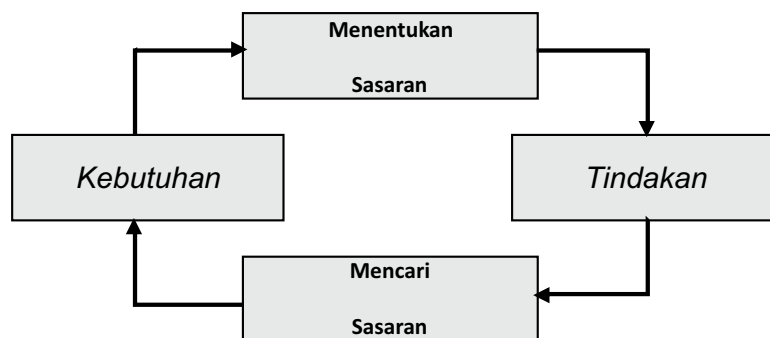 Menentukan
Sasaran
Kebutuhan
Tindakan
Mencari
Sasaran